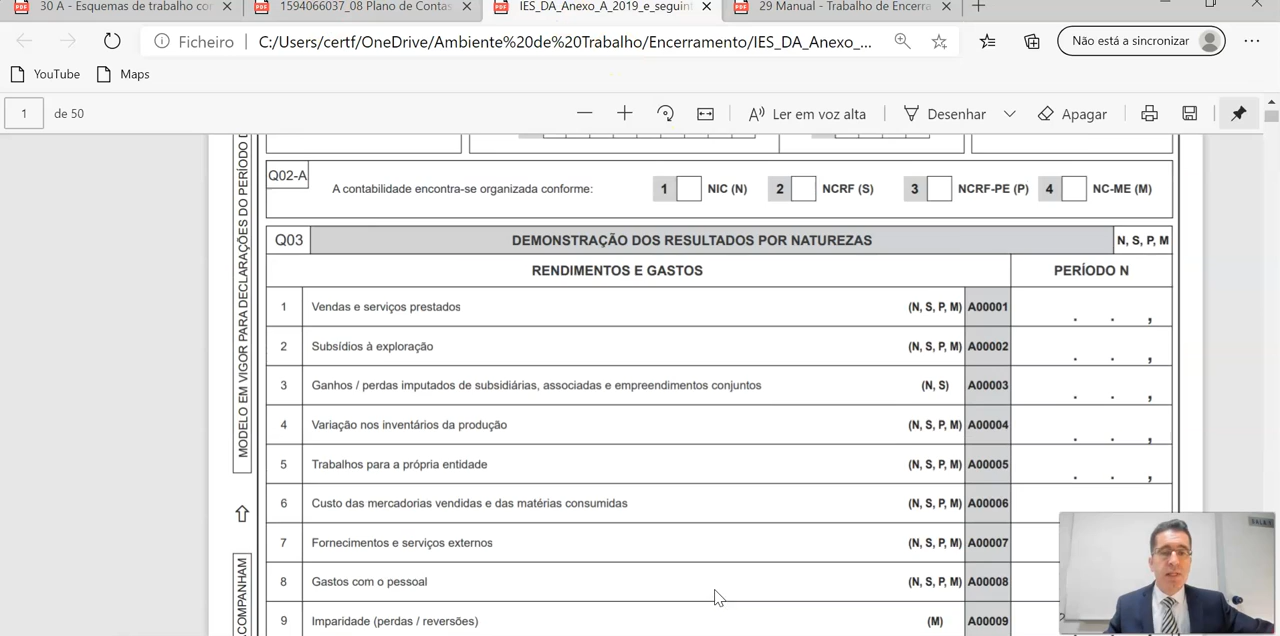 30 A - Esquemas de trabalho co
1594066037_08 Plano de Contas
IES_DA_Anexo_A_2019_e_seguint
29 Manual - Trabalho de Encerra
Ficheiro
C:/Users/certf/OneDrive/Ambiente%20de%20Trabalho/Encerramento/IES_DA_Anexo_...
Não está a sincronizar
YouTube
Maps
1 de 50
Ler em voz alta
Desenhar
Apagar
MODELO EM VIGOR PARA DECLARAÇÕES DO PERÍODO D
Q02-A
A contabilidade encontra-se organizada conforme: 1 NIC (N) 2 NCRF (S) 3 NCRF-PE (P) 4 NC-ME (M)
Q03 DEMONSTRAÇÃO DOS RESULTADOS POR NATUREZAS N, S, P, M
RENDIMENTOS E GASTOS PERÍODO N
1 Vendas e serviços prestados (N, S, P, M) A00001 . . ,
2 Subsídios à exploração (N, S, P, M) A00002 . . ,
3 Ganhos / perdas imputados de subsidiárias, associadas e empreendimentos conjuntos (N, S) A00003 . . ,
4 Variação nos inventários da produção (N, S, P, M) A00004 . . ,
5 Trabalhos para a própria entidade (N, S, P, M) A00005 . . ,
6 Custo das mercadorias vendidas e das matérias consumidas (N, S, P, M) A00006
7 Fornecimentos e serviços externos (N, S, P, M) A00007
8 Gastos com o pessoal (N, S, P, M) A00008
9 Imparidade (perdas / reversões) (M) A00009
COMPANHAM